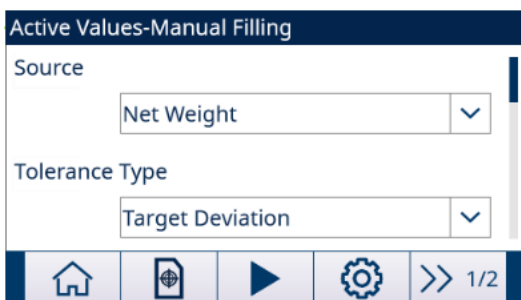 Active Values-Manual Filling
Source
Net Weight
Tolerance Type
Target Deviation
1/2